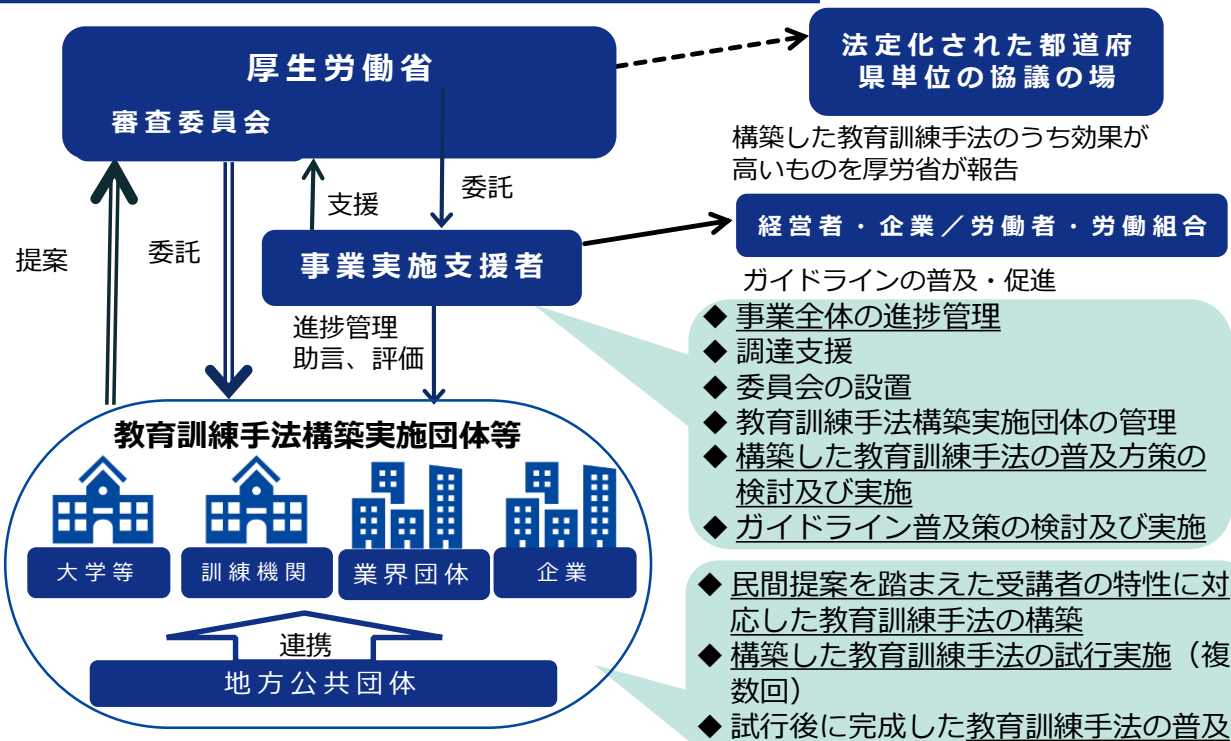 厚生労働省
審査委員会
法定化された都道府
県単位の協議の場
構築した教育訓練手法のうち効果が
高いものを厚労省が報告
提案
委託
支援
委託
事業実施支援者
経営者・企業／労働者・労働組合
ガイドラインの普及・促進
進捗管理
助言、評価
◆ 事業全体の進捗管理
◆ 調達支援
◆ 委員会の設置
◆ 教育訓練手法構築実施団体の管理
◆ 構築した教育訓練手法の普及方策の
検討及び実施
◆ ガイドライン普及策の検討及び実施
教育訓練手法構築実施団体等
大学等
訓練機関
業界団体
企業
連携
地方公共団体
◆ 民間提案を踏まえた受講者の特性に対
応した教育訓練手法の構築
◆ 構築した教育訓練手法の試行実施（複
数回）
◆ 試行後に完成した教育訓練手法の普及